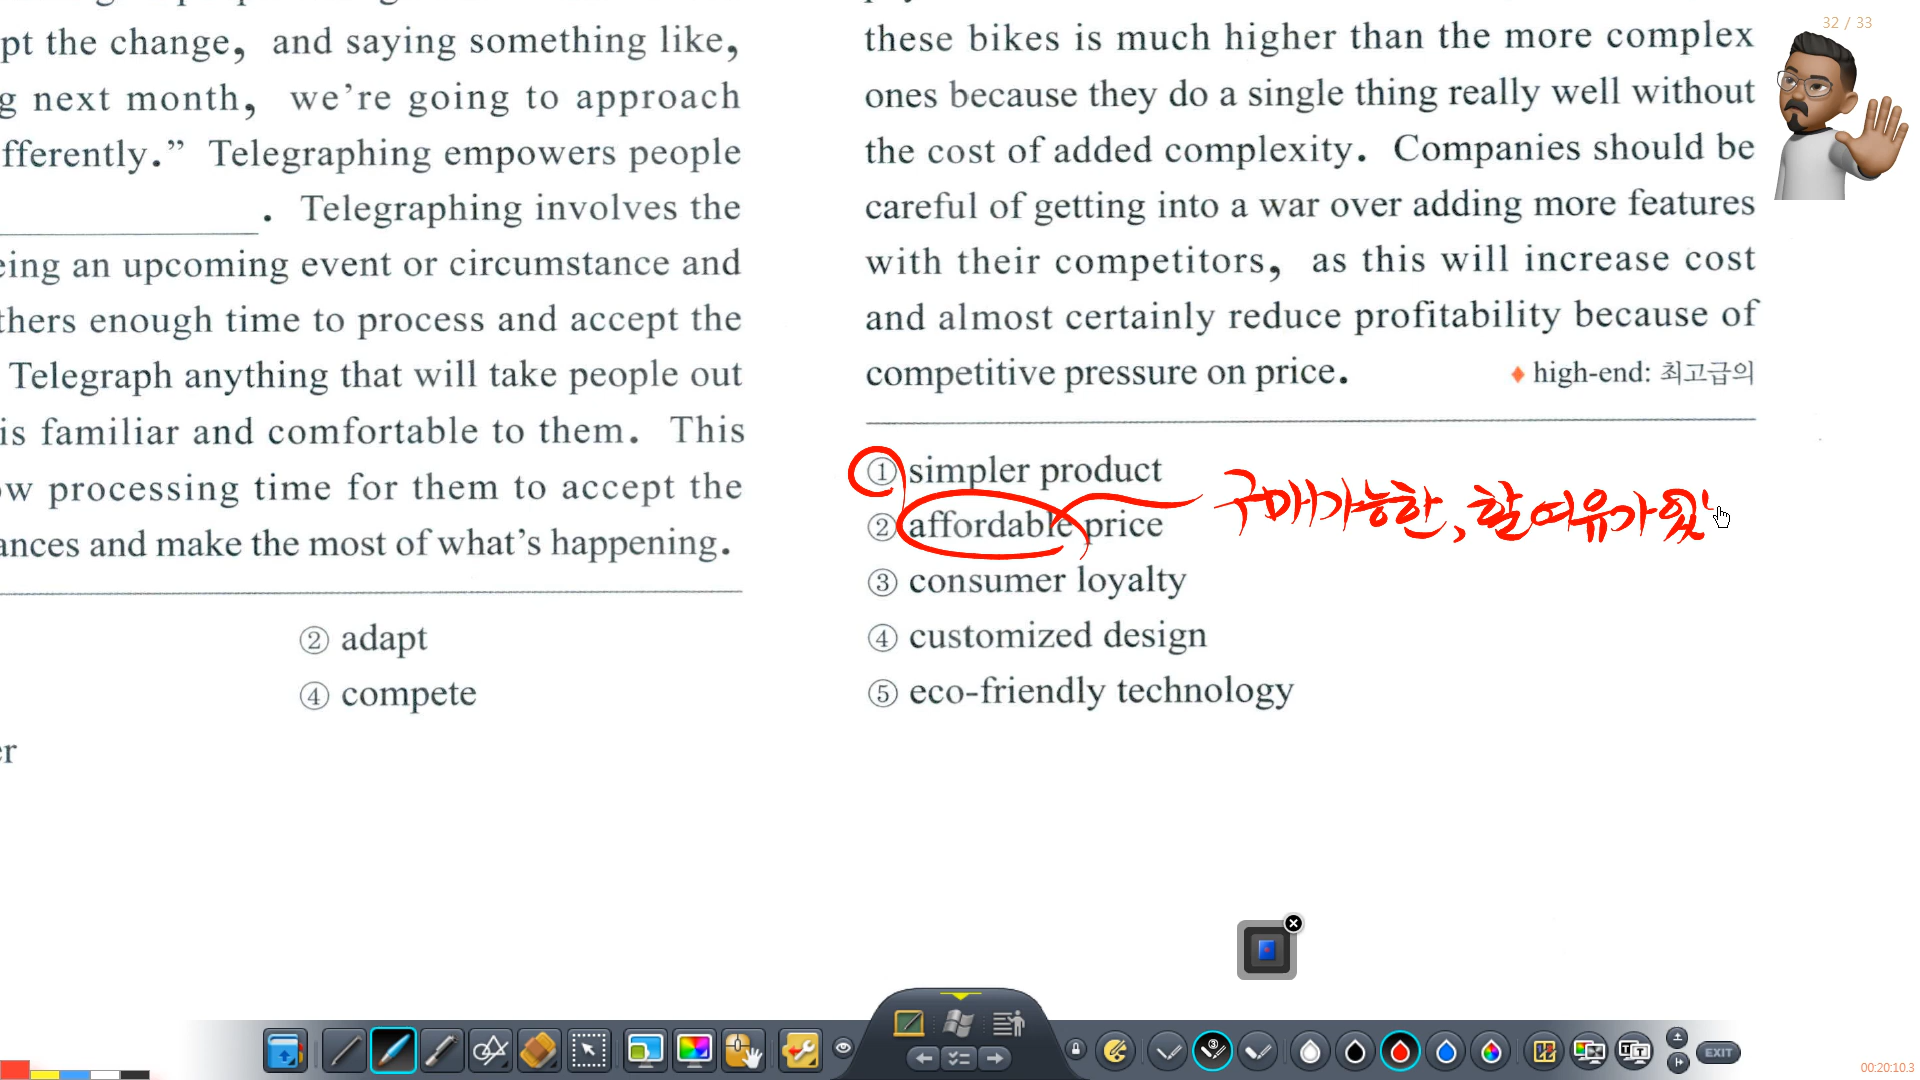 pt the change, and saying something like,
g next month, we're going to approach
fferently." Telegraphing empowers people
. Telegraphing involves the
eing an upcoming event or circumstance and
thers enough time to process and accept the
Telegraph anything that will take people out
is familiar and comfortable to them. This
ow processing time for them to accept the
ances and make the most of what's happening.
② adapt
④ compete
er
these bikes is much higher than the more complex
ones because they do a single thing really well without
the cost of added complexity. Companies should be
careful of getting into a war over adding more features
with their competitors, as this will increase cost
and almost certainly reduce profitability because of
competitive pressure on price.
♦ high-end: 최고급의
① simpler product
② affordable price
③ consumer loyalty
④ customized design
⑤ eco-friendly technology
구매가능한, 할 여유가
32 / 33
EXIT
00:20:10.3